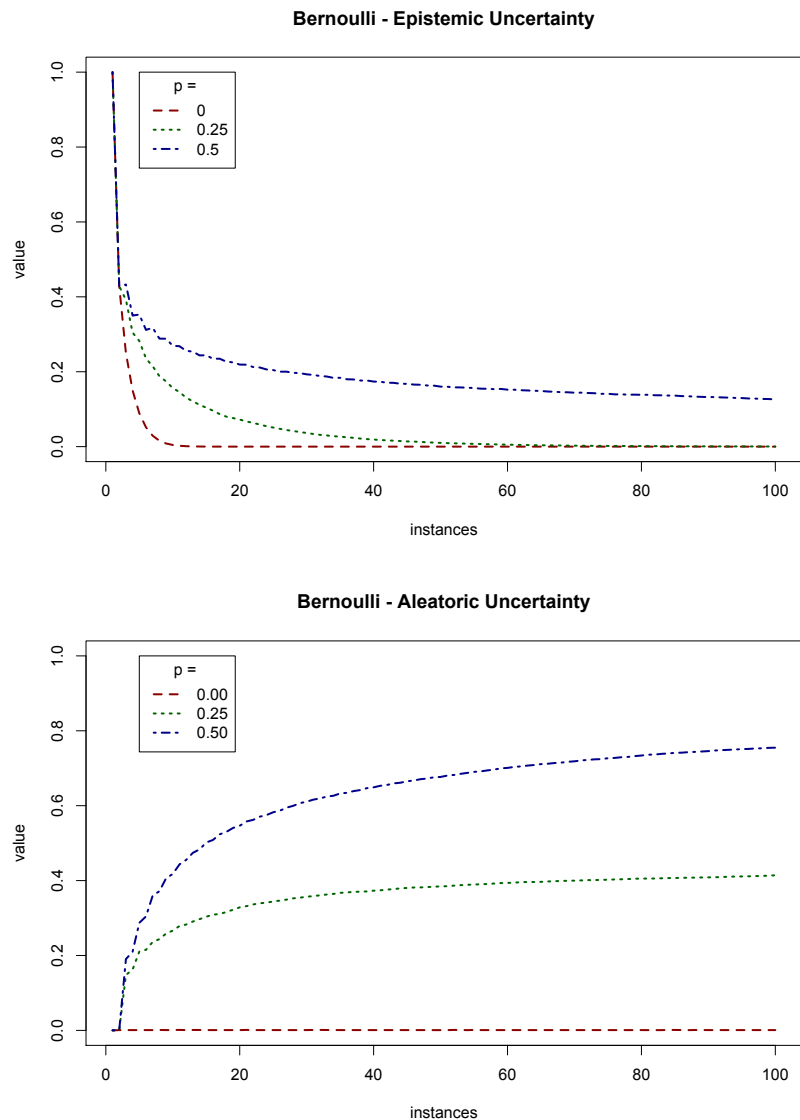 Bernoulli - Epistemic Uncertainty
value
0.0 0.2 0.4 0.6 0.8 1.0
p =
0
0.25
0.5
0 20 40 60 80 100
instances
Bernoulli - Aleatoric Uncertainty
value
0.0 0.2 0.4 0.6 0.8 1.0
p =
0.00
0.25
0.50
0 20 40 60 80 100
instances